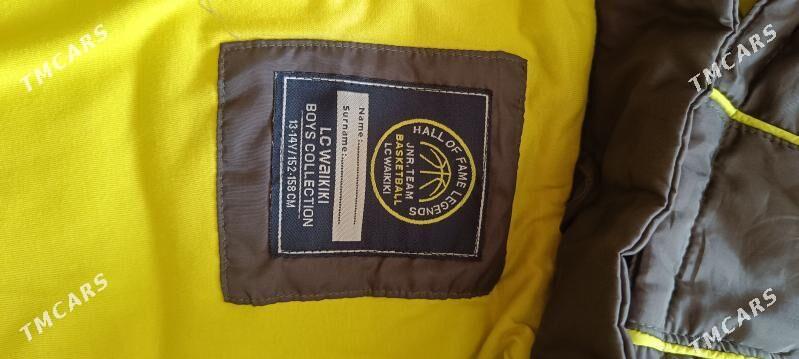 HALL OF FAME LEGENDS
JNR.TEAM
BASKETBALL
LC WAIKIKI
Name:
Surname:
LC WaIKIKI
BOYS COLLECTION
13-14Y/152-158CM
TMCARS
TMCARS
TMCARS
TMCARS
TMCARS